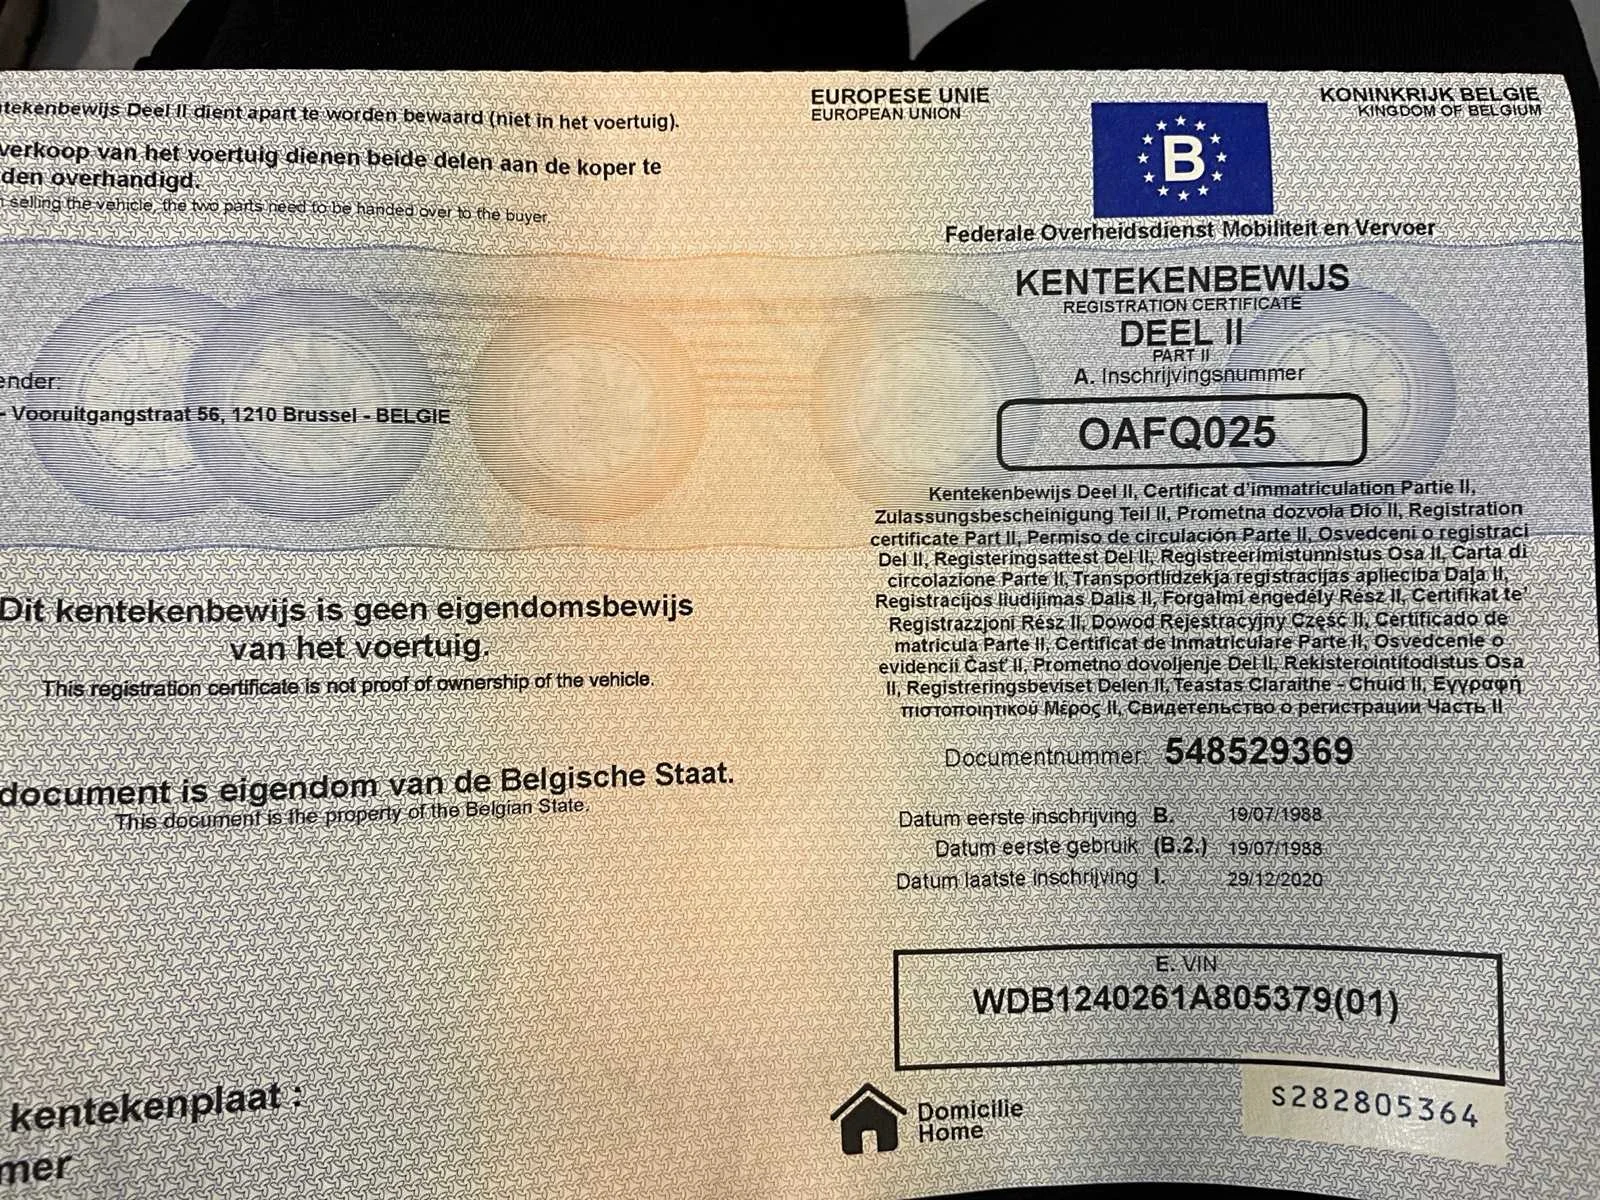 tekenbewijs Deel II dient apart te worden bewaard (niet in het voertuig).
verkoop van het voertuig dienen beide delen aan de koper te
den overhandigd.
selling the vehicle, the two parts need to be handed over to the buyer.
ender:
- Vooruitgangstraat 56, 1210 Brussel - BELGIE
Dit kentekenbewijs is geen eigendomsbewijs
van het voertuig.
This registration certificate is not proof of ownership of the vehicle.
document is eigendom van de Belgische Staat.
This document is the property of the Belgian State.
kentekenplaat :
mer
EUROPESE UNIE
EUROPEAN UNION
B
KONINKRIJK BELGIE
KINGDOM OF BELGIUM
Federale Overheidsdienst Mobiliteit en Vervoer
KENTEKENBEWIJS
REGISTRATION CERTIFICATE
DEEL II
PART II
A. Inschrijvingsnummer
OAFQ025
Kentekenbewijs Deel II, Certificat d'immatriculation Partie II,
Zulassungsbescheinigung Teil II, Prometna dozvola Dio II, Registration
certificate Part II, Permiso de circulación Parte II, Osvedceni o registraci
Del II, Registeringsattest Del II, Registreerimistunnistus Osa II, Carta di
circolazione Parte II, Transportlidzekja registracijas aplieciba Daļa II,
Registracijos liudijimas Dalis II, Forgalmi engedély Rész II, Certifikat te'
Registrazzjoni Rész II, Dowod Rejestracyjny Część II, Certificado de
matricula Parte II, Certificat de Inmatriculare Parte II, Osvedcenie o
evidencii Časť II, Prometno dovoljenje Del II, Rekisterointitodistus Osa
II, Registreringsbeviset Delen II, Teastas Claraithe - Chuid II, Εγγραφή
πιστοποιητικού Μέρος II, Свидетельство о регистрации Часть II
Documentnummer: 548529369
Datum eerste inschrijving B. 19/07/1988
Datum eerste gebruik (B.2.) 19/07/1988
Datum laatste inschrijving I. 29/12/2020
E. VIN
WDB1240261A805379(01)
Domicilie
Home
S282805364